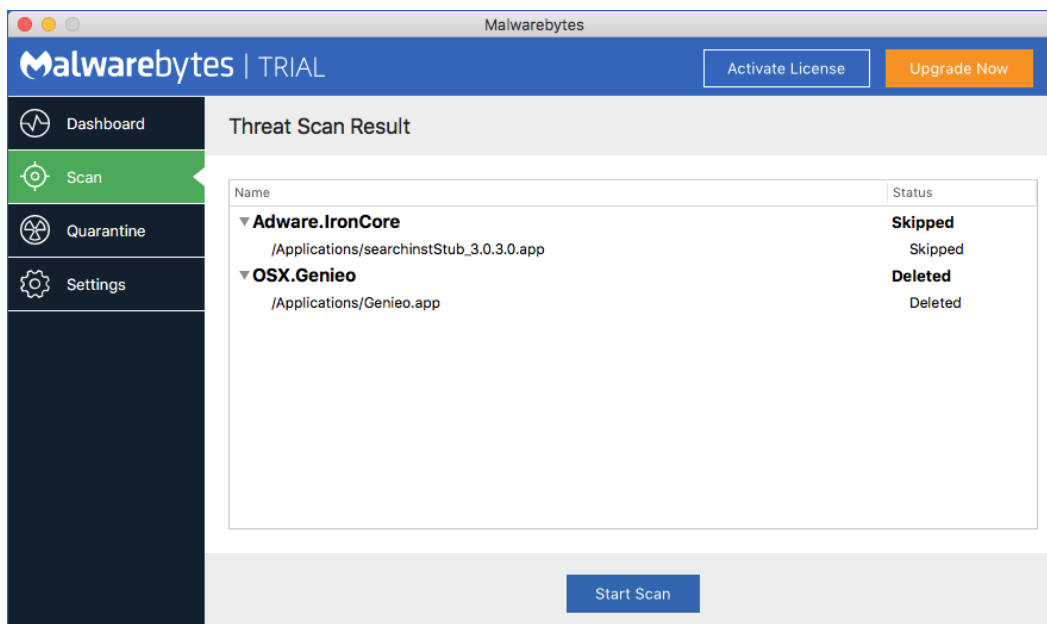 Malwarebytes
Malwarebytes | TRIAL
Activate License
Upgrade Now
Dashboard
Threat Scan Result
Scan
Name
Status
Adware.IronCore
Skipped
/Applications/searchinstStub_3.0.3.0.app
Skipped
Quarantine
OSX.Genieo
Deleted
Settings
/Applications/Genieo.app
Deleted
Start Scan